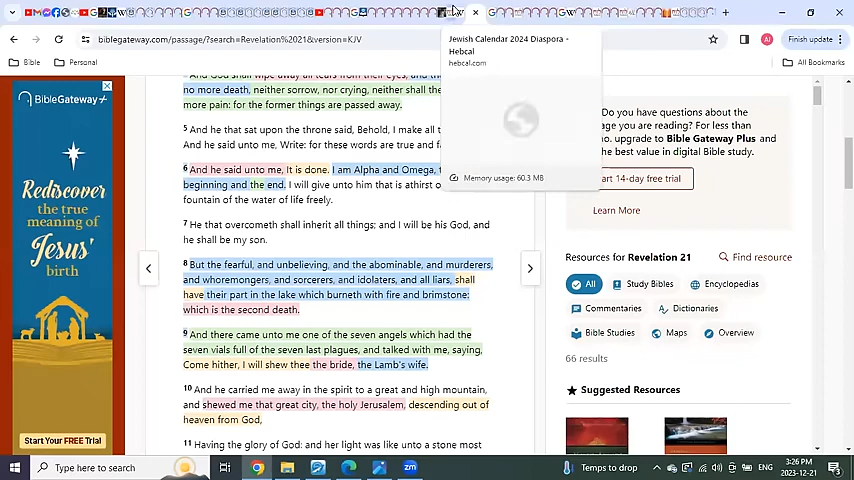 Finish update
biblegateway.com/passage/?search=Revelation%2021&version=KJV
Bible
Personal
All Bookmarks
Jewish Calendar 2024 Diaspora -
Hebcal
hebcal.com
Memory usage: 60.3 MB
BibleGateway+
Rediscover
the true
meaning of
Jesus'
birth
Start Your FREE Trial
no more death, neither sorrow, nor crying, neither shall the
more pain: for the former things are passed away.
5 And he that sat upon the throne said, Behold, I make all t
And he said unto me, Write: for these words are true and f
6 And he said unto me, It is done. I am Alpha and Omega, t
beginning and the end. I will give unto him that is athirst o
fountain of the water of life freely.
7 He that overcometh shall inherit all things; and I will be his God, and
he shall be my son.
8 But the fearful, and unbelieving, and the abominable, and murderers,
and whoremongers, and sorcerers, and idolaters, and all liars, shall
have their part in the lake which burneth with fire and brimstone:
which is the second death.
9 And there came unto me one of the seven angels which had the
seven vials full of the seven last plagues, and talked with me, saying,
Come hither, I will shew thee the bride, the Lamb's wife.
10 And he carried me away in the spirit to a great and high mountain,
and shewed me that great city, the holy Jerusalem, descending out of
heaven from God,
11 Having the glory of God: and her light was like unto a stone most
Do you have questions about the
age you are reading? For less than
no. upgrade to Bible Gateway Plus and
the best value in digital Bible study.
art 14-day free trial
Learn More
Resources for Revelation 21
Find resource
All
Study Bibles
Encyclopedias
Commentaries
Dictionaries
Bible Studies
Maps
Overview
66 results
Suggested Resources
Type here to search
Temps to drop
ENG
3:26 PM
2023-12-21